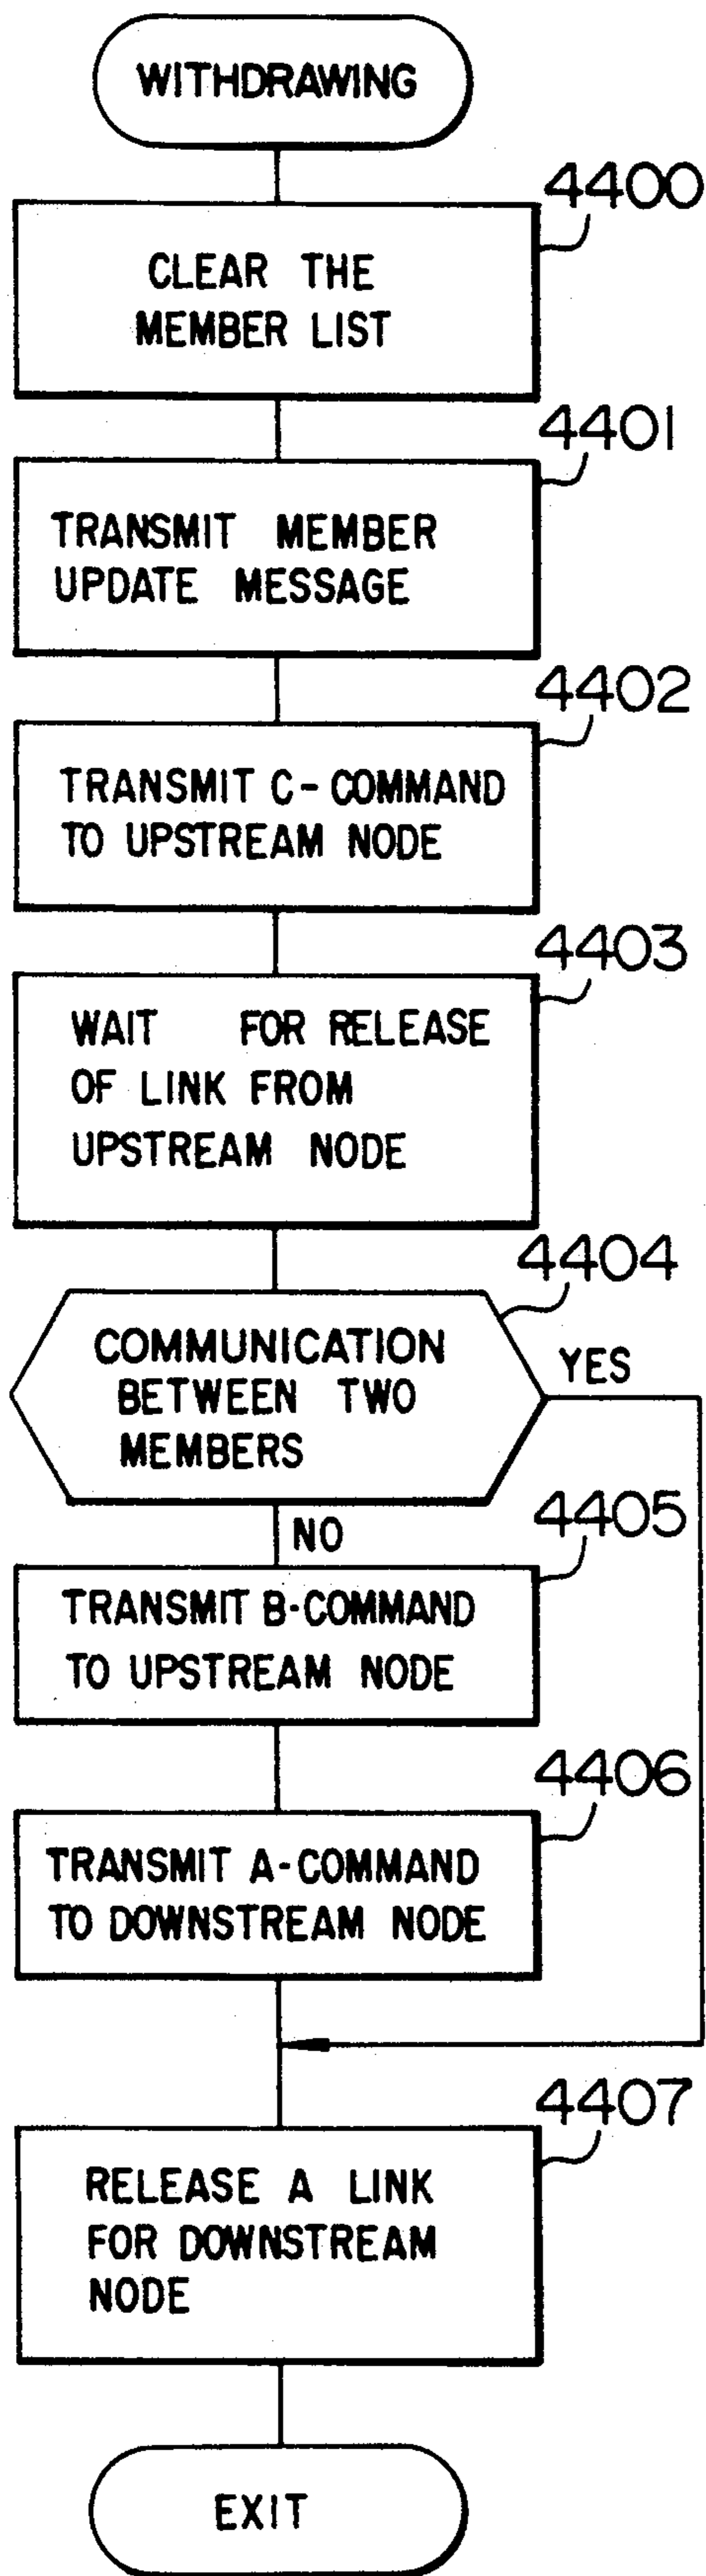 WITHDRAWING
4400
CLEAR THE
MEMBER LIST
4401
TRANSMIT MEMBER
UPDATE MESSAGE
4402
TRANSMIT C-COMMAND
TO UPSTREAM NODE
4403
WAIT FOR RELEASE
OF LINK FROM
UPSTREAM NODE
4404
COMMUNICATION
BETWEEN TWO
MEMBERS
YES
NO
4405
TRANSMIT B-COMMAND
TO UPSTREAM NODE
4406
TRANSMIT A-COMMAND
TO DOWNSTREAM NODE
4407
RELEASE A LINK
FOR DOWNSTREAM
NODE
EXIT